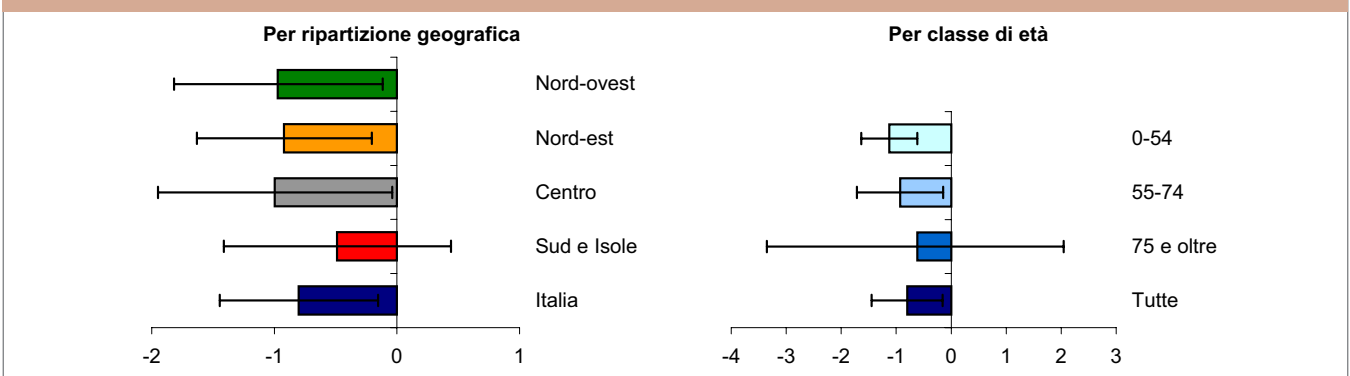 Per ripartizione geografica
Nord-ovest
Nord-est
Centro
Sud e Isole
Italia
-2 -1 0 1
Per classe di età
0-54
55-74
75 e oltre
Tutte
-4 -3 -2 -1 0 1 2 3